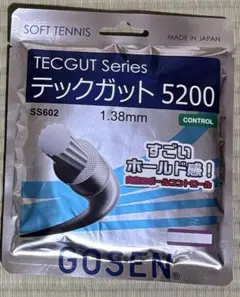 SOFT TENNIS
MADE IN JAPAN
TECGUT Series
テックガット 5200
SS602
1.38mm
CONTROL
すごい
ホールド感!
GOSEN®